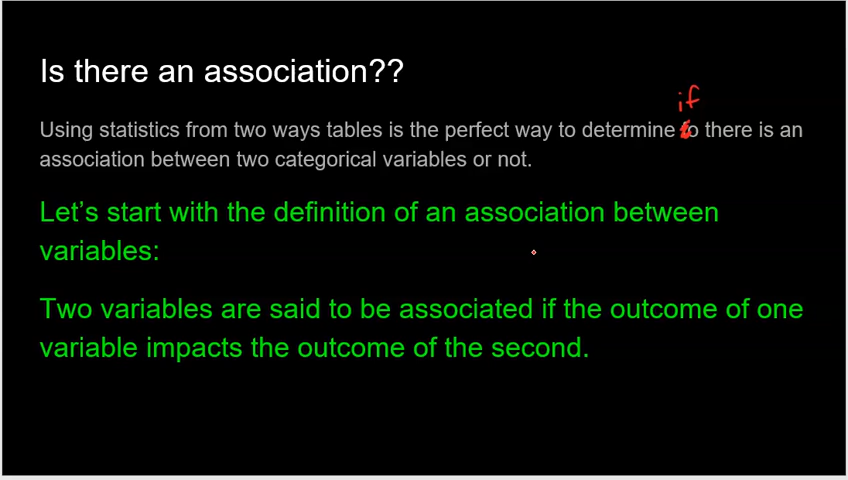 Is there an association??
if
Using statistics from two ways tables is the perfect way to determine to there is an
association between two categorical variables or not.
Let's start with the definition of an association between
variables:
Two variables are said to be associated if the outcome of one
variable impacts the outcome of the second.